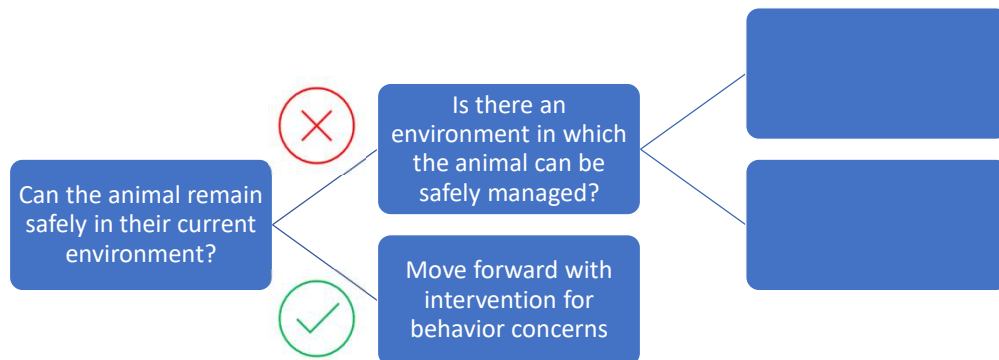 Can the animal remain
safely in their current
environment?
Is there an
environment in which
the animal can be
safely managed?
Move forward with
intervention for
behavior concerns